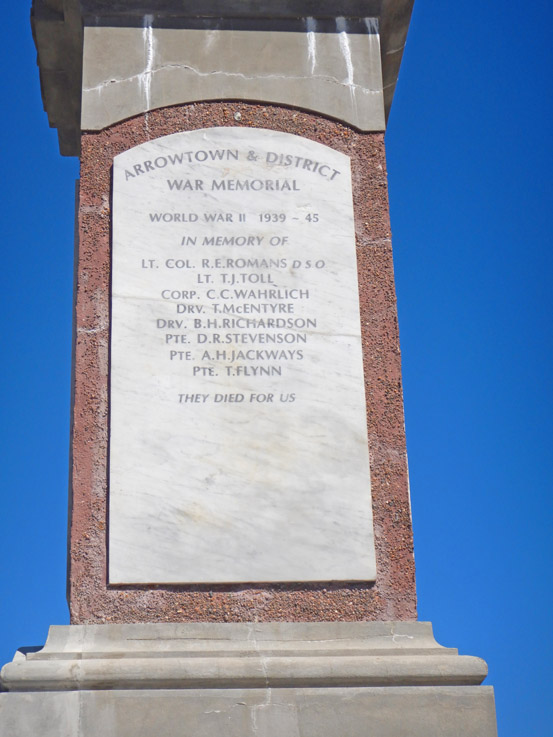 ARROWTOWN & DISTRICT
WAR MEMORIAL
WORLD WAR II 1939 - 45
IN MEMORY OF
LT. COL. R.E.ROMANS DSO
LT. T.J.TOLL
CORP. C.C.WAHRLICH
DRV. T.McENTYRE
DRV. B.H.RICHARDSON
PTE. D.R.STEVENSON
PTE. A.H.JACKWAYS
PTE. T.FLYNN
THEY DIED FOR US